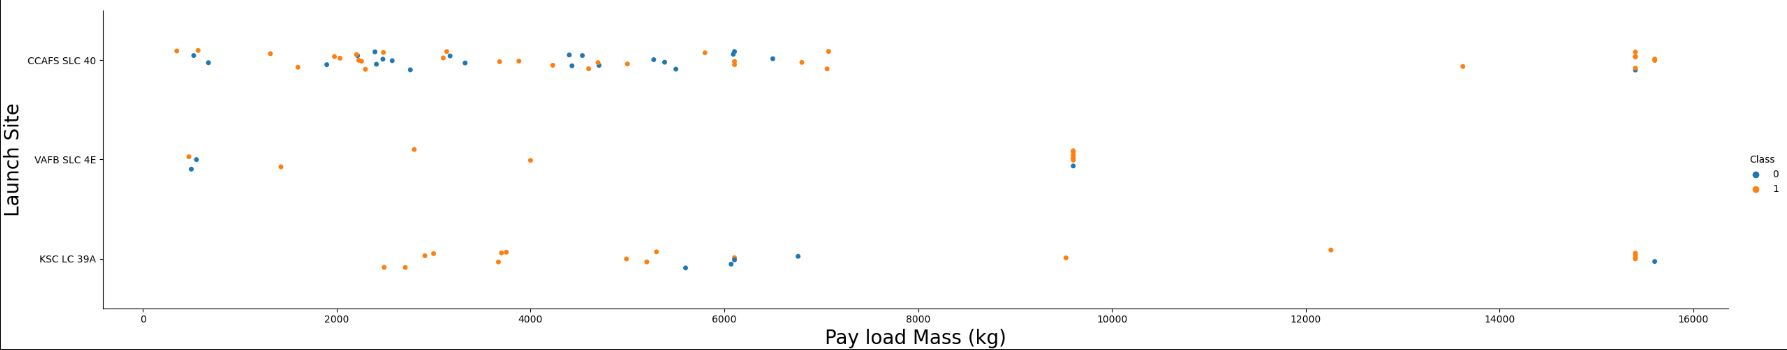 Launch Site
CCAFS SLC 40
VAFB SLC 4E
KSC LC 39A
0 2000 4000 6000 8000 10000 12000 14000 16000
Pay load Mass (kg)
Class
0
1